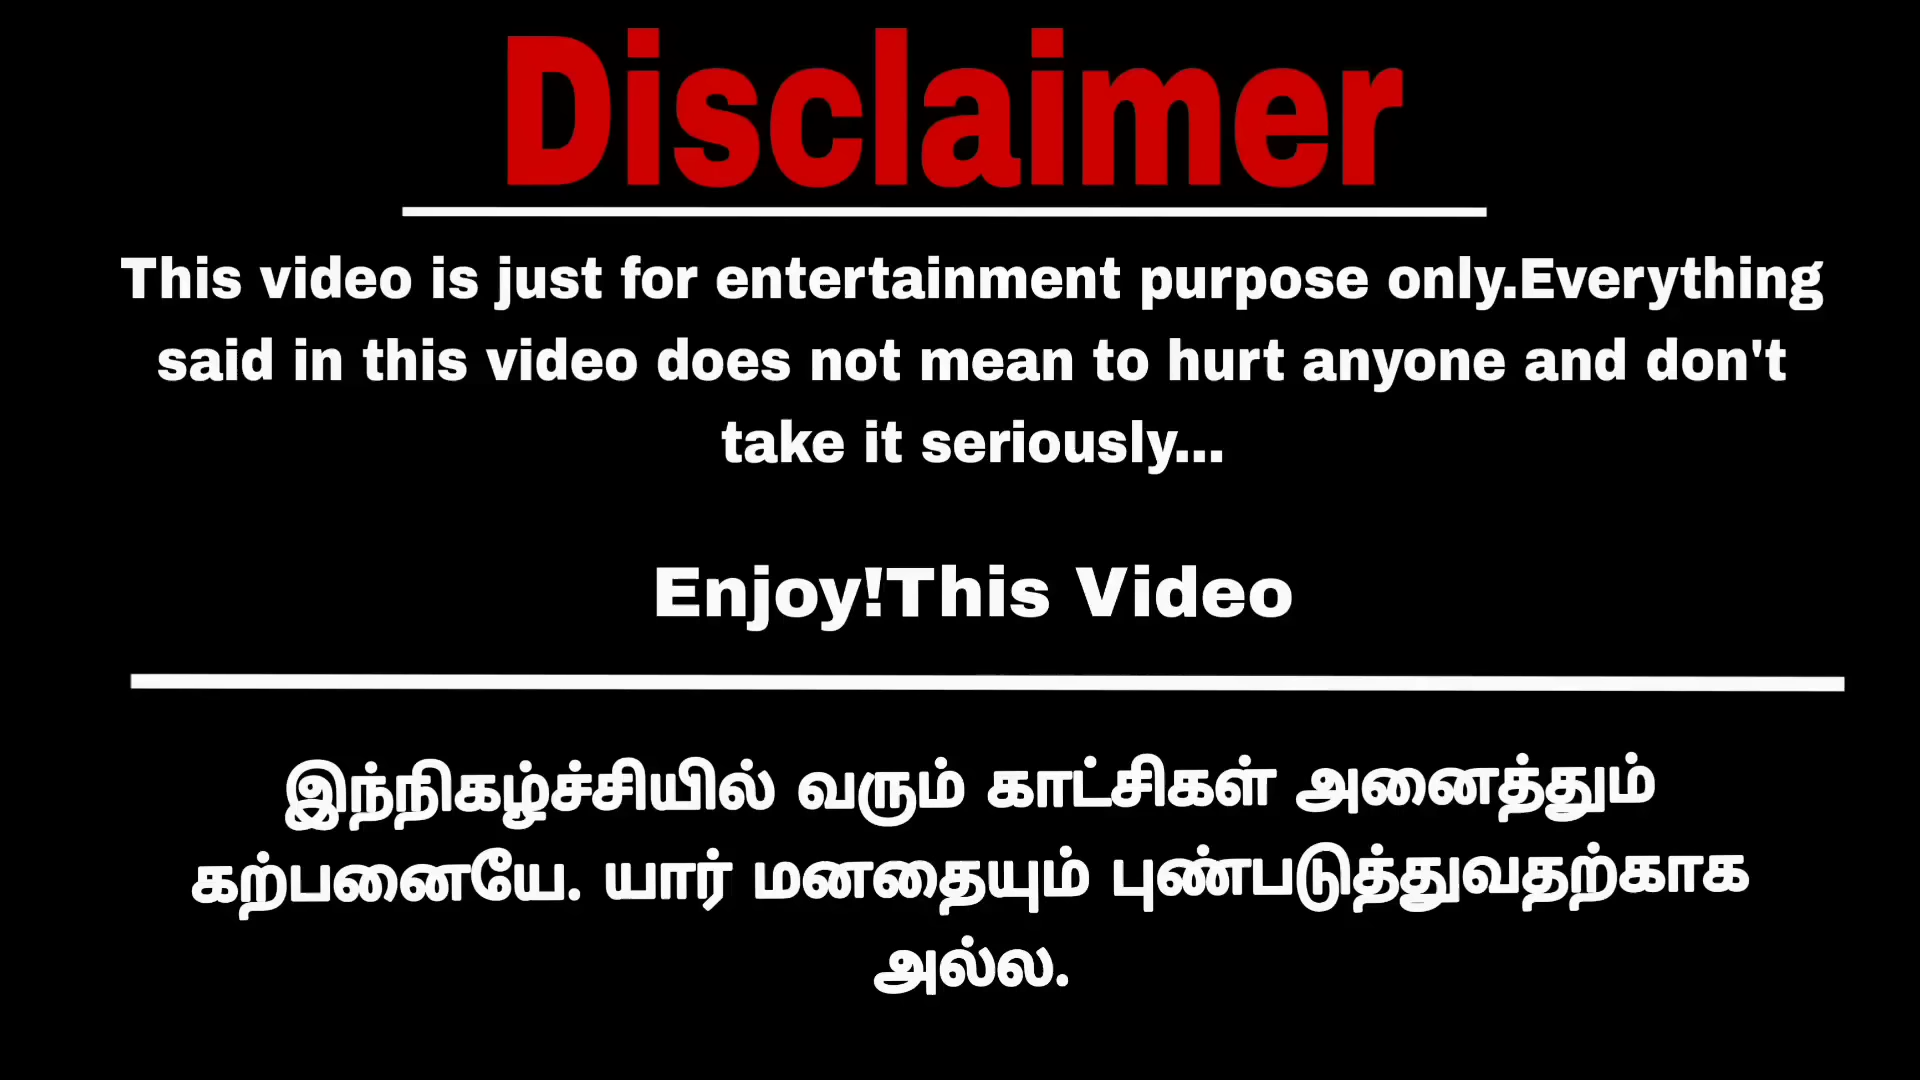 Disclaimer
This video is just for entertainment purpose only.Everything
said in this video does not mean to hurt anyone and don't
take it seriously...
Enjoy!This Video
இந்நிகழ்ச்சியில் வரும் காட்சிகள் அனைத்தும்
கற்பனையே. யார் மனதையும் புண்படுத்துவதற்காக
அல்ல.